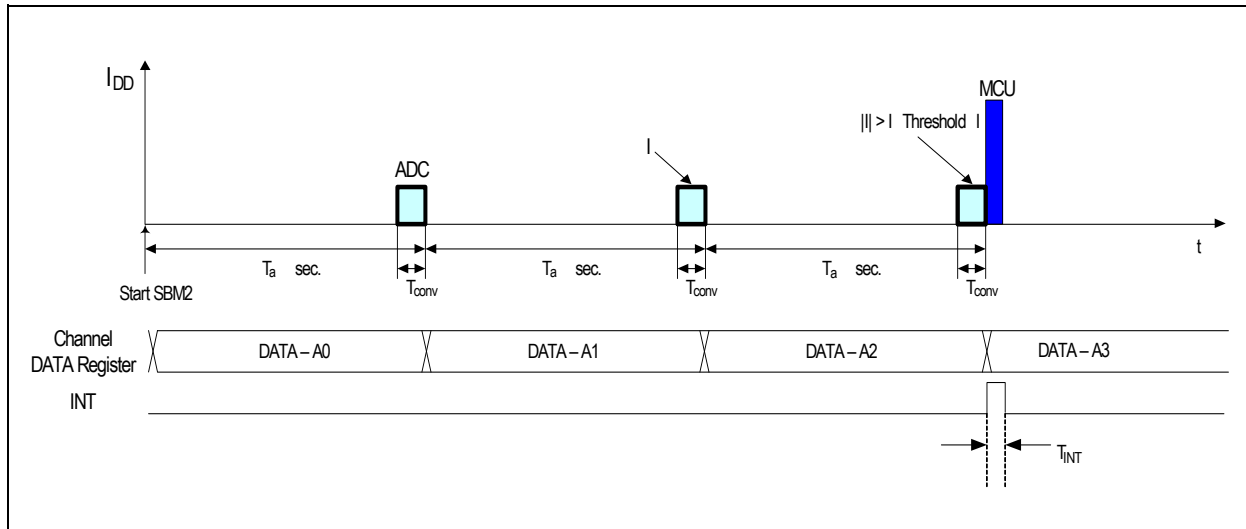 I DD
MCU
||I| > I Threshold I
I
ADC
t
Ta sec. Ta sec. Ta sec.
Tconv Tconv Tconv
Start SBM2
Channel
DATA Register
DATA – A0 DATA – A1 DATA – A2 DATA – A3
INT
TINT